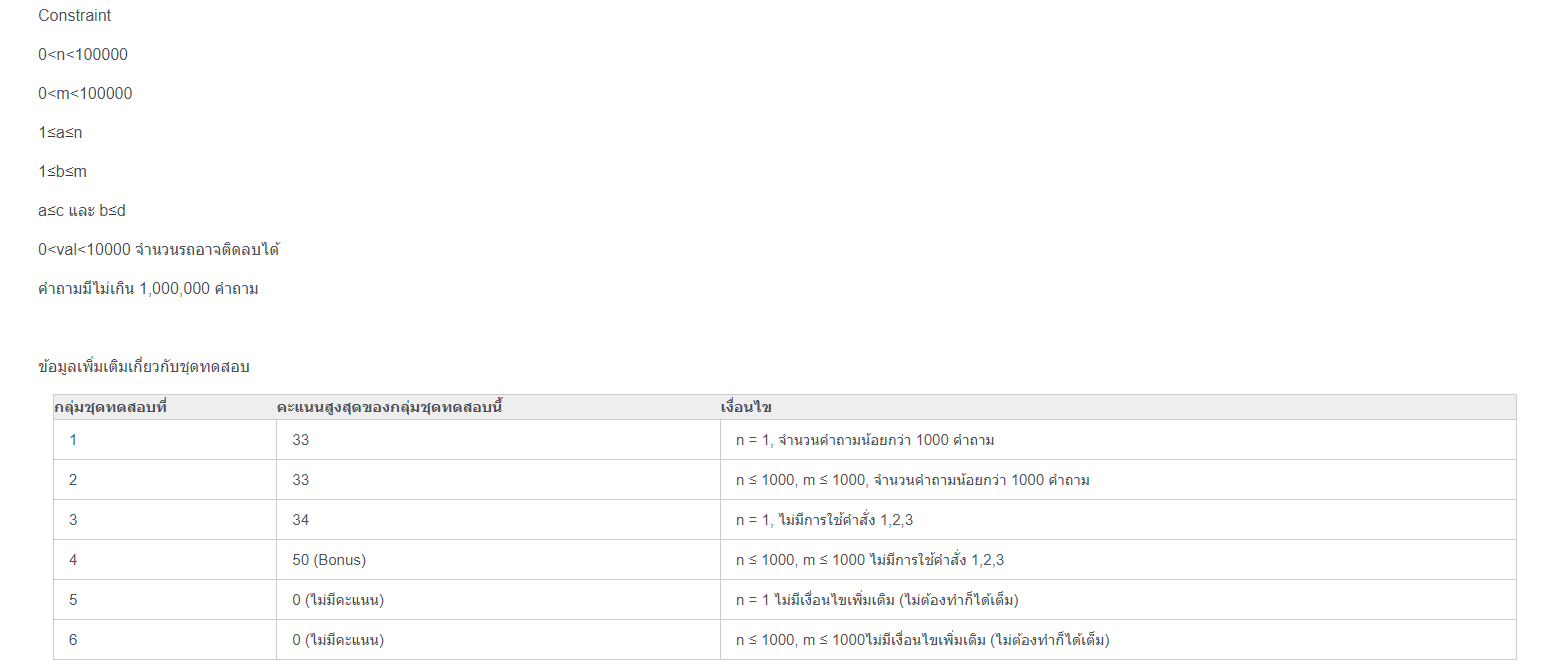 Constraint
0<n<100000
0<m<100000
1≤a≤n
1≤b≤m
a≤c และ b≤d
0<val<10000 จำนวนรถอาจติดลบได้
คำถามมีไม่เกิน 1,000,000 คำถาม
ข้อมูลเพิ่มเติมเกี่ยวกับชุดทดสอบ
กลุ่มชุดทดสอบที่ คะแนนสูงสุดของกลุ่มชุดทดสอบนี้ เงื่อนไข
1 33 n = 1, จำนวนคำถามน้อยกว่า 1000 คำถาม
2 33 n ≤ 1000, m ≤ 1000, จำนวนคำถามน้อยกว่า 1000 คำถาม
3 34 n = 1, ไม่มีการใช้คำสั่ง 1,2,3
4 50 (Bonus) n ≤ 1000, m ≤ 1000 ไม่มีการใช้คำสั่ง 1,2,3
5 0 (ไม่มีคะแนน) n = 1 ไม่มีเงื่อนไขเพิ่มเติม (ไม่ต้องทำก็ได้เต็ม)
6 0 (ไม่มีคะแนน) n ≤ 1000, m ≤ 1000ไม่มีเงื่อนไขเพิ่มเติม (ไม่ต้องทำก็ได้เต็ม)